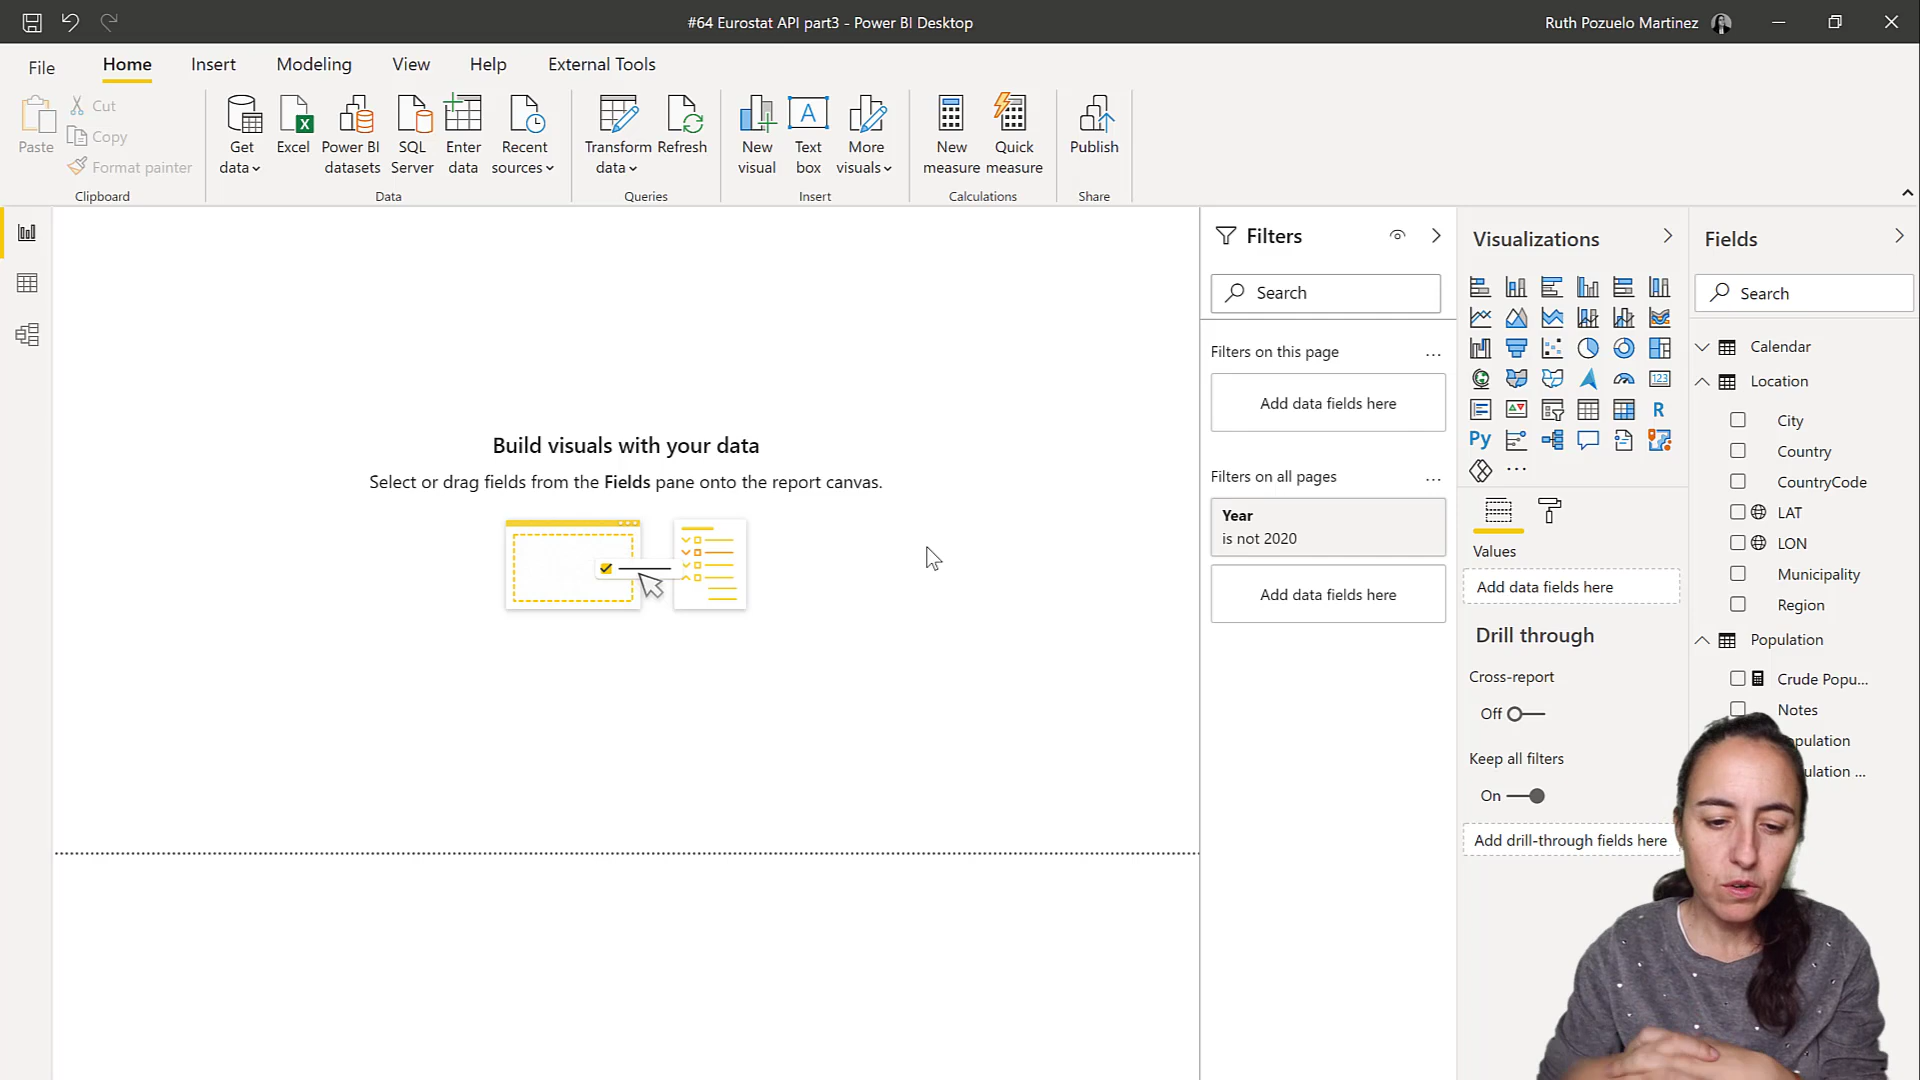 #64 Eurostat API part3 - Power BI Desktop
Ruth Pozuelo Martinez
File
Home
Insert
Modeling
View
Help
External Tools
Paste
Cut
Copy
Format painter
Clipboard
Get data
Excel
Power BI datasets
SQL Server
Enter data
Recent sources
Data
Transform data
Refresh
Queries
New visual
A
Text box
More visuals
Insert
New measure
Quick measure
Calculations
Publish
Share
Build visuals with your data
Select or drag fields from the Fields pane onto the report canvas.
Filters
Search
Filters on this page
...
Add data fields here
Filters on all pages
...
Year
is not 2020
Add data fields here
Visualizations
123
R
Py
...
Values
Add data fields here
Drill through
Cross-report
Off
Keep all filters
On
Add drill-through fields here
Fields
Search
Calendar
Location
City
Country
CountryCode
LAT
LON
Municipality
Region
Population
Crude Popu...
Notes